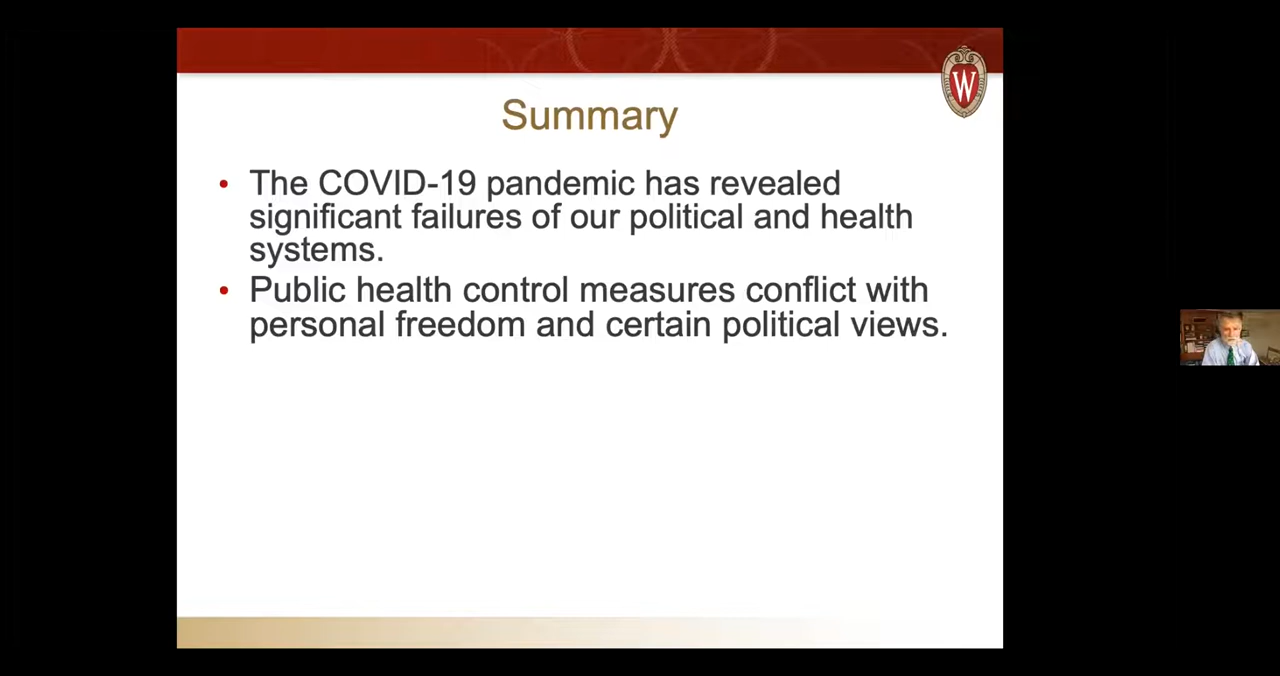 W
Summary
• The COVID-19 pandemic has revealed
significant failures of our political and health
systems.
• Public health control measures conflict with
personal freedom and certain political views.